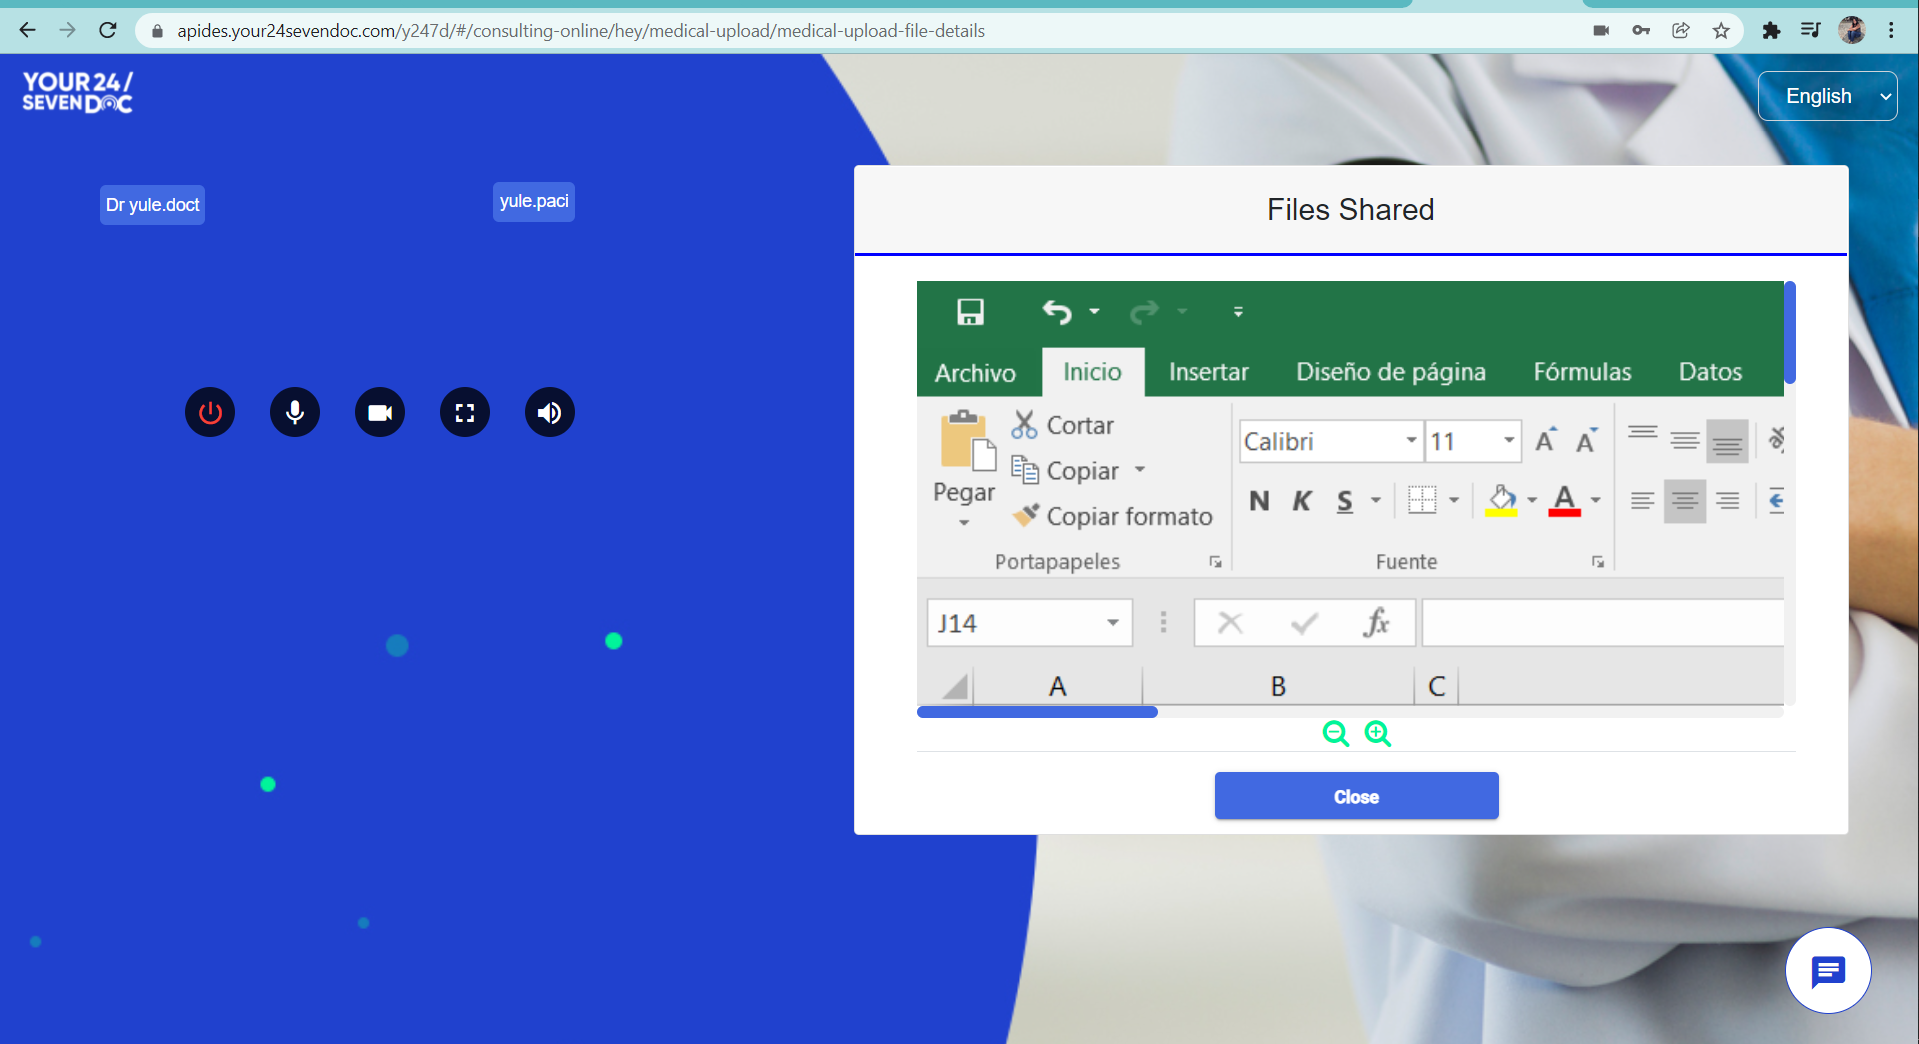 apides.your24sevendoc.com/y247d/#/consulting-online/hey/medical-upload/medical-upload-file-details
YOUR 24/
SEVEN DOC
English
Dr yule.doct
yule.paci
Files Shared
Archivo Inicio Insertar Diseño de página Fórmulas Datos
Pegar
Cortar
Copiar
Copiar formato
Portapapeles
Calibri 11
A A
N K S A
Fuente
J14 fx
A B C
Close